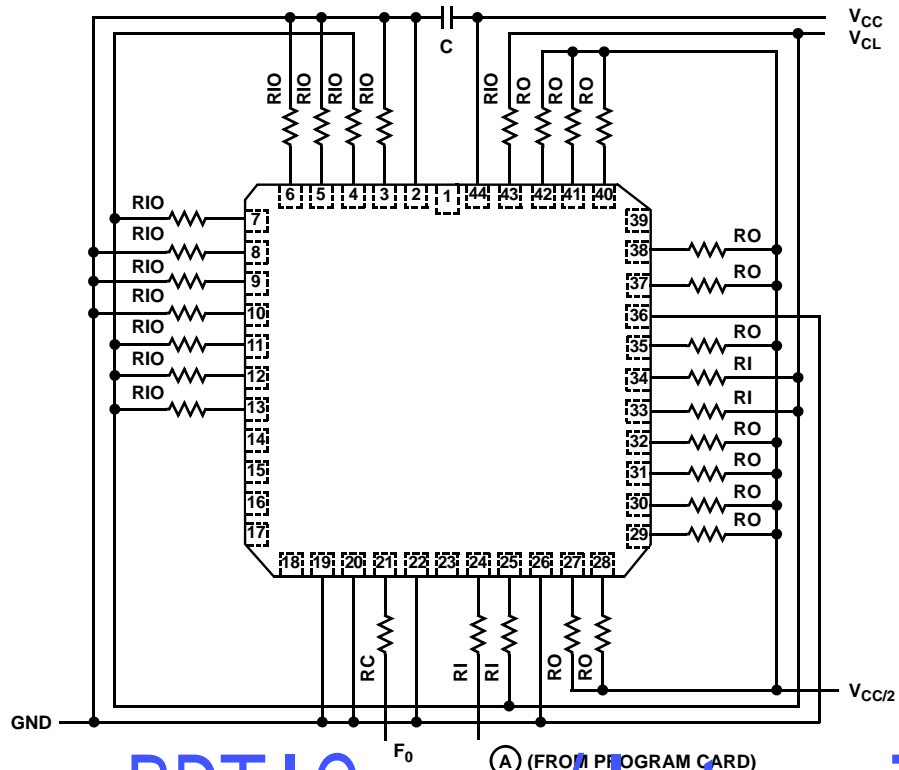 VCC
VCL
C
RIO RIO RIO RIO RIO RO RO RO
6 5 4 3 2 1 44 43 42 41 40
RIO 7 39
RIO 8 38 RO
RIO 9 37 RO
RIO 10 36
RIO 11 35 RO
RIO 12 34 RI
RIO 13 33 RI
14 32 RO
15 31 RO
16 30 RO
17 29 RO
18 19 20 21 22 23 24 25 26 27 28
RC RI RI RO RO
VCC/2
GND
F0
A (FROM PROGRAM CARD)